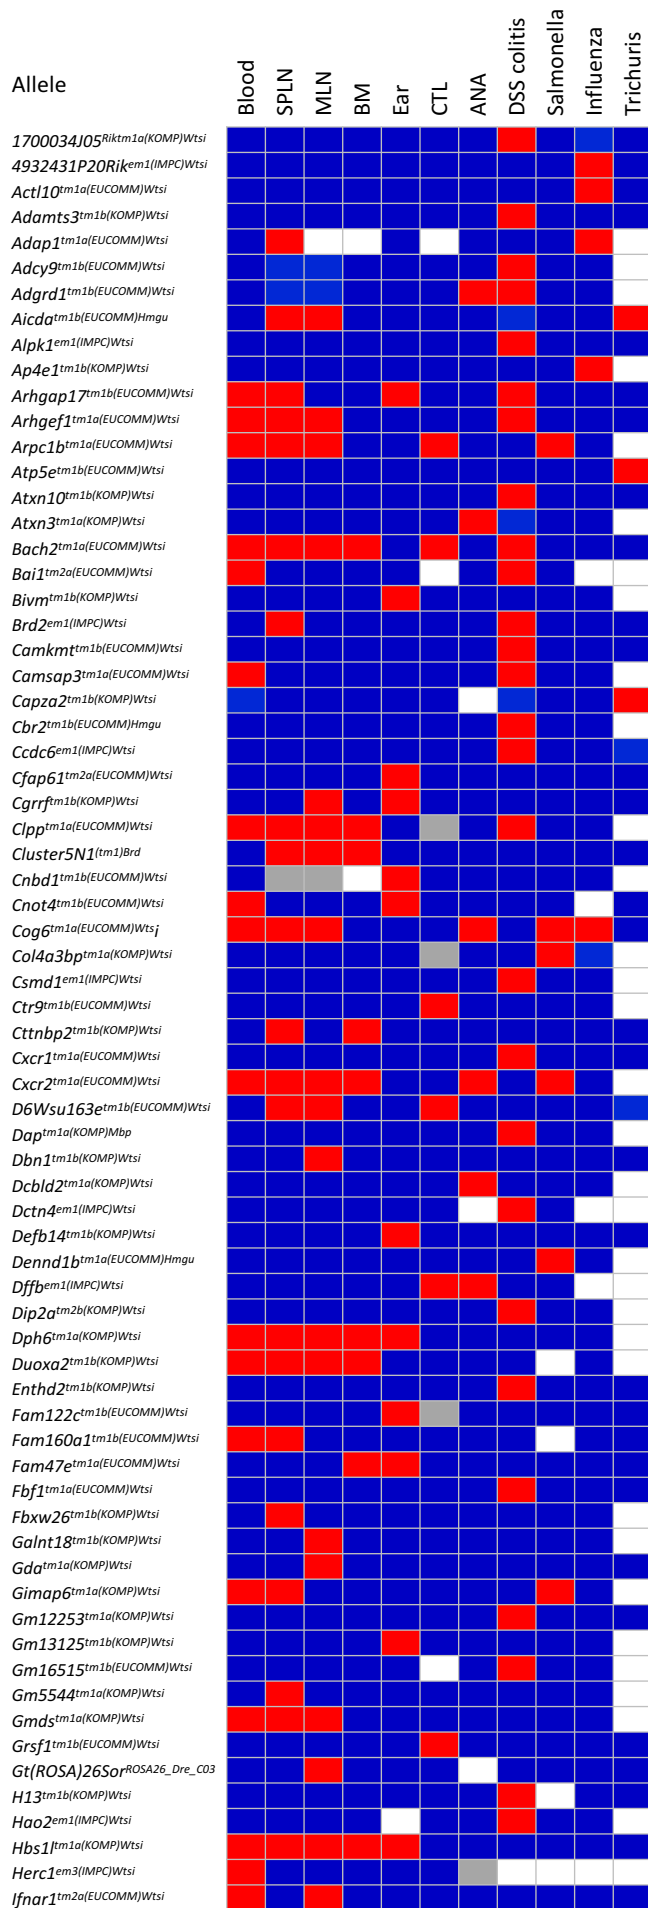 Allele Blood SPLN MLN BM Ear CTL ANA DSS colitis Salmonella Influenza Trichuris
1700034J05Riktm1a(KOMP)Wtsi
4932431P20Rikem1(IMPC)Wtsi
Actl10tm1a(EUCOMM)Wtsi
Adamts3tm1b(KOMP)Wtsi
Adap1tm1a(EUCOMM)Wtsi
Adcy9tm1b(EUCOMM)Wtsi
Adgrd1tm1b(EUCOMM)Wtsi
Aicdatm1b(EUCOMM)Hmgu
Alpk1em1(IMPC)Wtsi
Ap4e1tm1b(KOMP)Wtsi
Arhgap17tm1b(EUCOMM)Wtsi
Arhgef1tm1a(EUCOMM)Wtsi
Arpc1btm1a(EUCOMM)Wtsi
Atp5etm1b(EUCOMM)Wtsi
Atxn10tm1b(KOMP)Wtsi
Atxn3tm1a(KOMP)Wtsi
Bach2tm1a(EUCOMM)Wtsi
Bai1tm2a(EUCOMM)Wtsi
Bivmtm1b(KOMP)Wtsi
Brd2em1(IMPC)Wtsi
Camkmttm1b(EUCOMM)Wtsi
Camsap3tm1a(EUCOMM)Wtsi
Capza2tm1b(KOMP)Wtsi
Cbr2tm1b(EUCOMM)Hmgu
Ccdc6em1(IMPC)Wtsi
Cfap61tm2a(EUCOMM)Wtsi
Cgrrftm1b(KOMP)Wtsi
Clpptm1a(EUCOMM)Wtsi
Cluster5N1(tm1)Brd
Cnbd1tm1b(EUCOMM)Wtsi
Cnot4tm1b(EUCOMM)Wtsi
Cog6tm1a(EUCOMM)Wtsi
Col4a3bptm1a(KOMP)Wtsi
Csmd1em1(IMPC)Wtsi
Ctr9tm1b(EUCOMM)Wtsi
Cttnbp2tm1b(KOMP)Wtsi
Cxcr1tm1a(EUCOMM)Wtsi
Cxcr2tm1a(EUCOMM)Wtsi
D6Wsu163etm1b(EUCOMM)Wtsi
Daptm1a(KOMP)Mbp
Dbn1tm1b(KOMP)Wtsi
Dcbld2tm1a(KOMP)Wtsi
Dctn4em1(IMPC)Wtsi
Defb14tm1b(KOMP)Wtsi
Dennd1btm1a(EUCOMM)Hmgu
Dffbem1(IMPC)Wtsi
Dip2atm2b(KOMP)Wtsi
Dph6tm1a(KOMP)Wtsi
Duoxa2tm1b(KOMP)Wtsi
Enthd2tm1b(KOMP)Wtsi
Fam122ctm1b(EUCOMM)Wtsi
Fam160a1tm1b(EUCOMM)Wtsi
Fam47etm1a(EUCOMM)Wtsi
Fbf1tm1a(EUCOMM)Wtsi
Fbxw26tm1b(KOMP)Wtsi
Galnt18tm1b(KOMP)Wtsi
Gdatm1a(KOMP)Wtsi
Gimap6tm1a(KOMP)Wtsi
Gm12253tm1a(KOMP)Wtsi
Gm13125tm1b(KOMP)Wtsi
Gm16515tm1b(EUCOMM)Wtsi
Gm5544tm1a(KOMP)Wtsi
Gmdstm1a(KOMP)Wtsi
Grsf1tm1b(EUCOMM)Wtsi
Gt(ROSA)26SorROSA26_Dre_C03
H13tm1b(KOMP)Wtsi
Hao2em1(IMPC)Wtsi
Hbs1ltm1a(KOMP)Wtsi
Herc1em3(IMPC)Wtsi
Ifnar1tm2a(EUCOMM)Wtsi